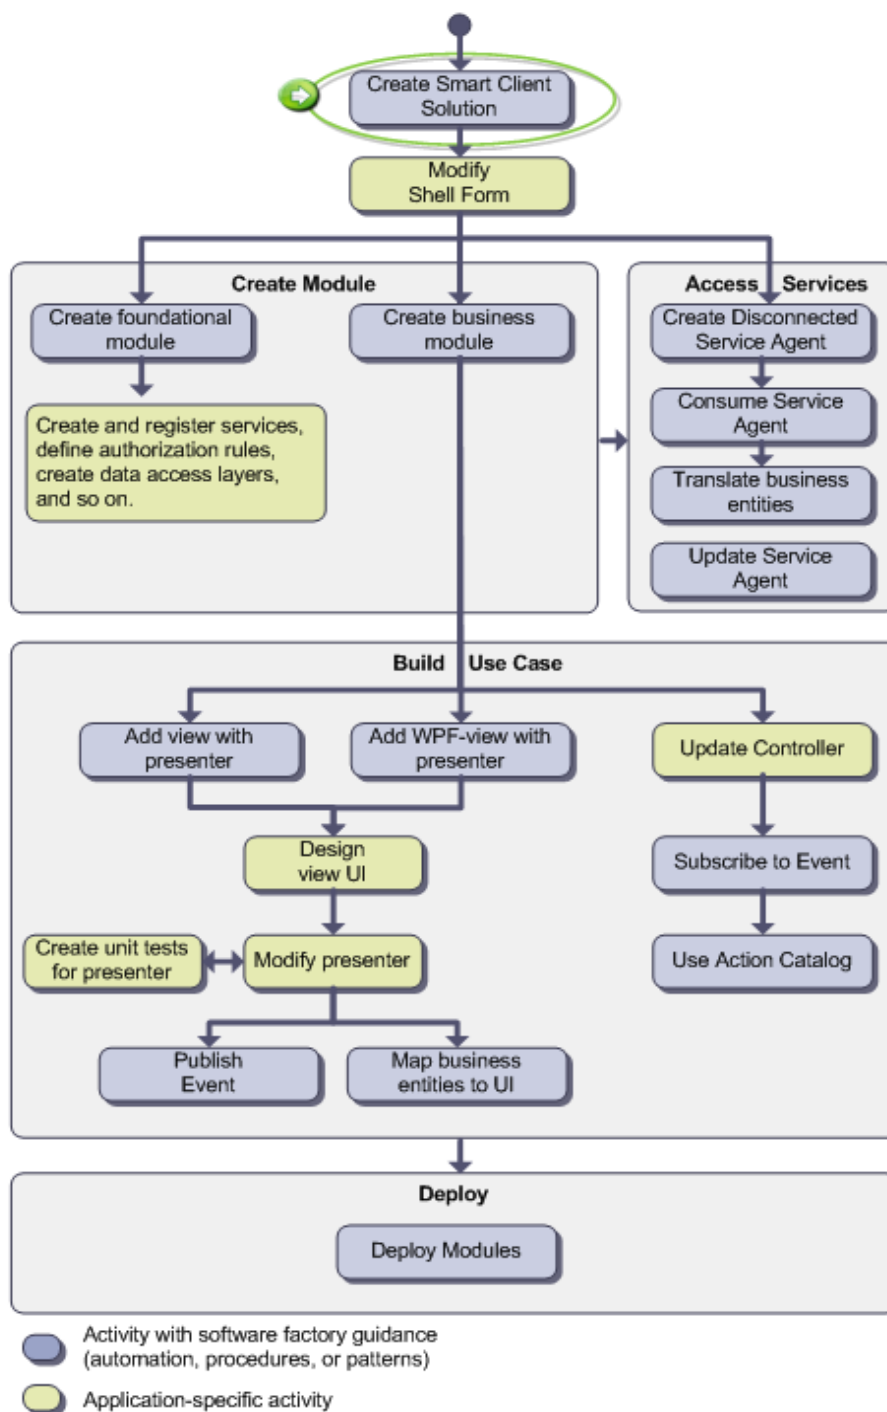 Create Smart Client
Solution
Modify
Shell Form
Create Module
Create foundational
module
Create business
module
Create and register services,
define authorization rules,
create data access layers,
and so on.
Access Services
Create Disconnected
Service Agent
Consume Service
Agent
Translate business
entities
Update Service
Agent
Build Use Case
Add view with
presenter
Add WPF-view with
presenter
Update Controller
Design
view UI
Subscribe to Event
Create unit tests
for presenter
Modify presenter
Use Action Catalog
Publish
Event
Map business
entities to UI
Deploy
Deploy Modules
Activity with software factory guidance
(automation, procedures, or patterns)
Application-specific activity